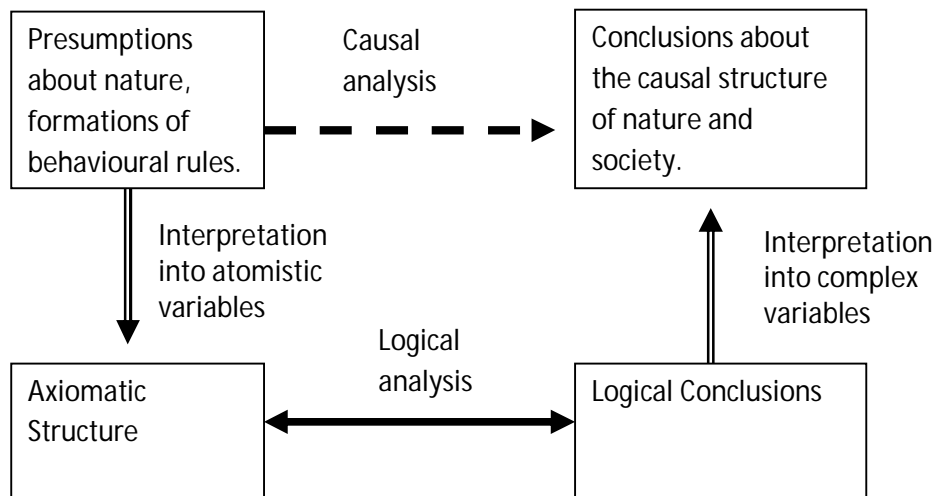 Presumptions
about nature,
formations of
behavioural rules.
Causal
analysis
Conclusions about
the causal structure
of nature and
society.
Interpretation
into atomistic
variables
Interpretation
into complex
variables
Logical
analysis
Axiomatic
Structure
Logical Conclusions